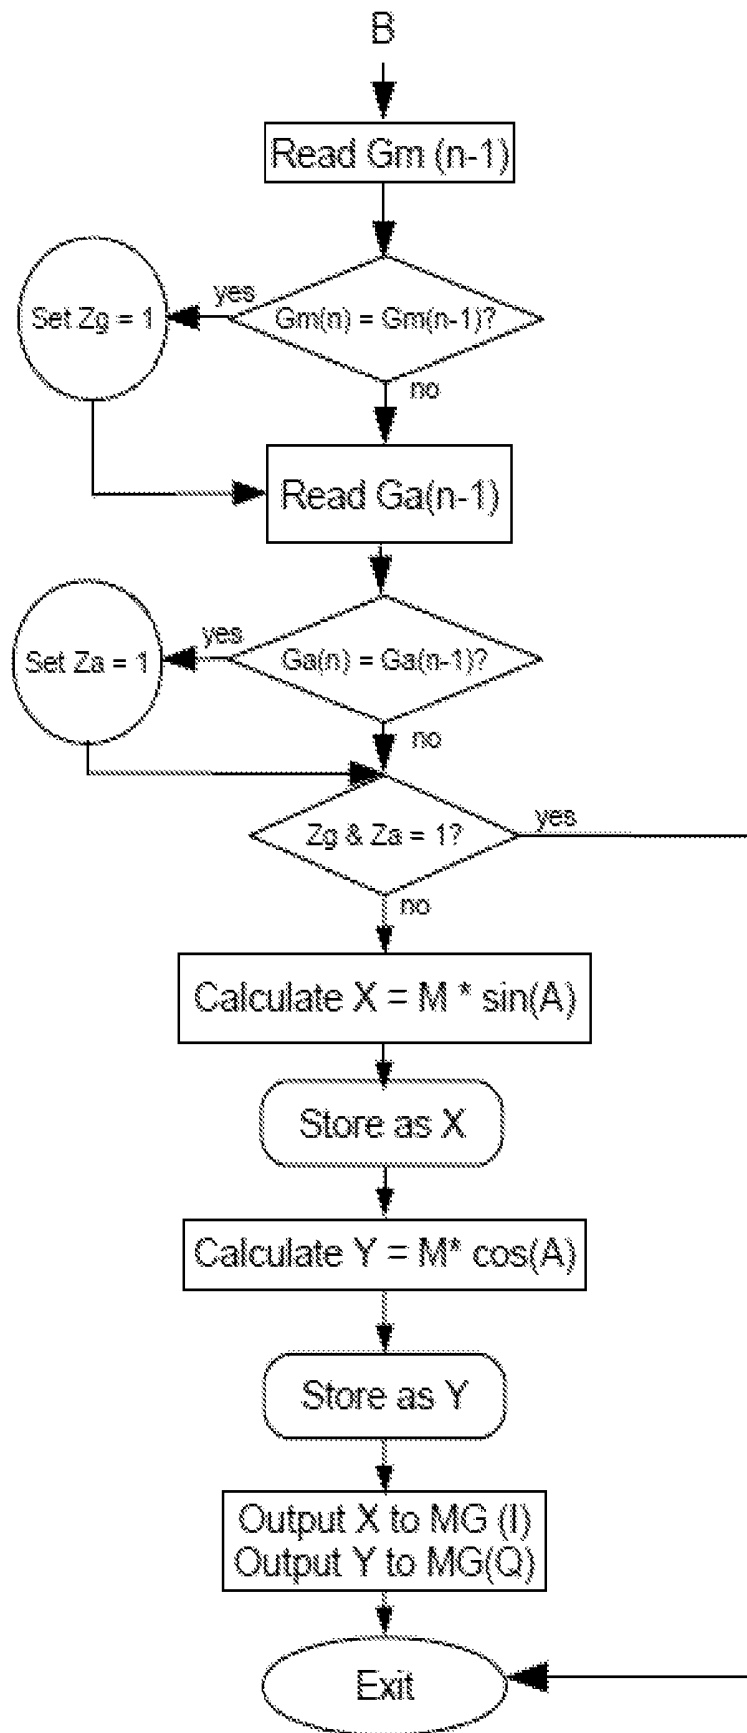 B
Read Gm (n-1)
yes
Set Zg = 1
Gm(n) = Gm(n-1)?
no
Read Ga(n-1)
yes
Set Za = 1
Ga(n) = Ga(n-1)?
no
Zg & Za = 1?
yes
no
Calculate X = M * sin(A)
Store as X
Calculate Y = M* cos(A)
Store as Y
Output X to MG (I)
Output Y to MG(Q)
Exit